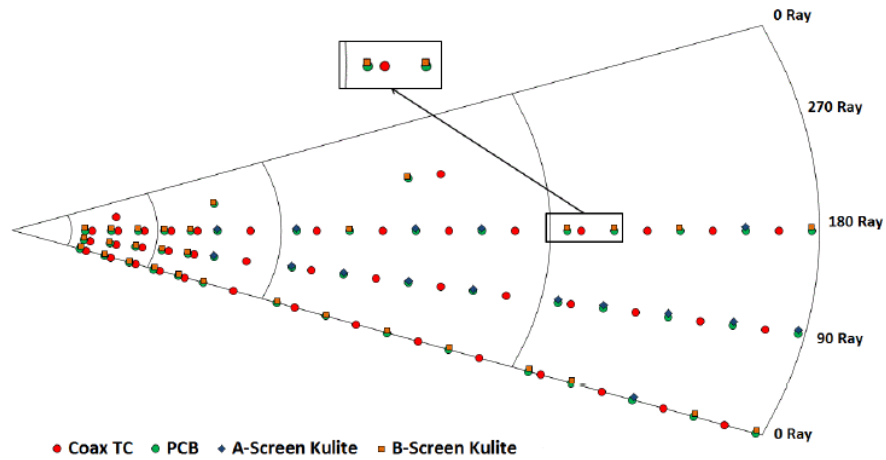 0 Ray
270 Ray
180 Ray
90 Ray
0 Ray
Coax TC PCB A-Screen Kulite B-Screen Kulite